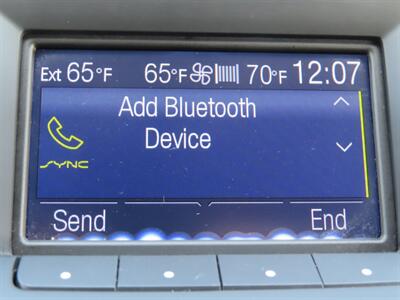 Ext 65°F 65°F 70°F 12:07
Add Bluetooth
Device
SYNC
Send End